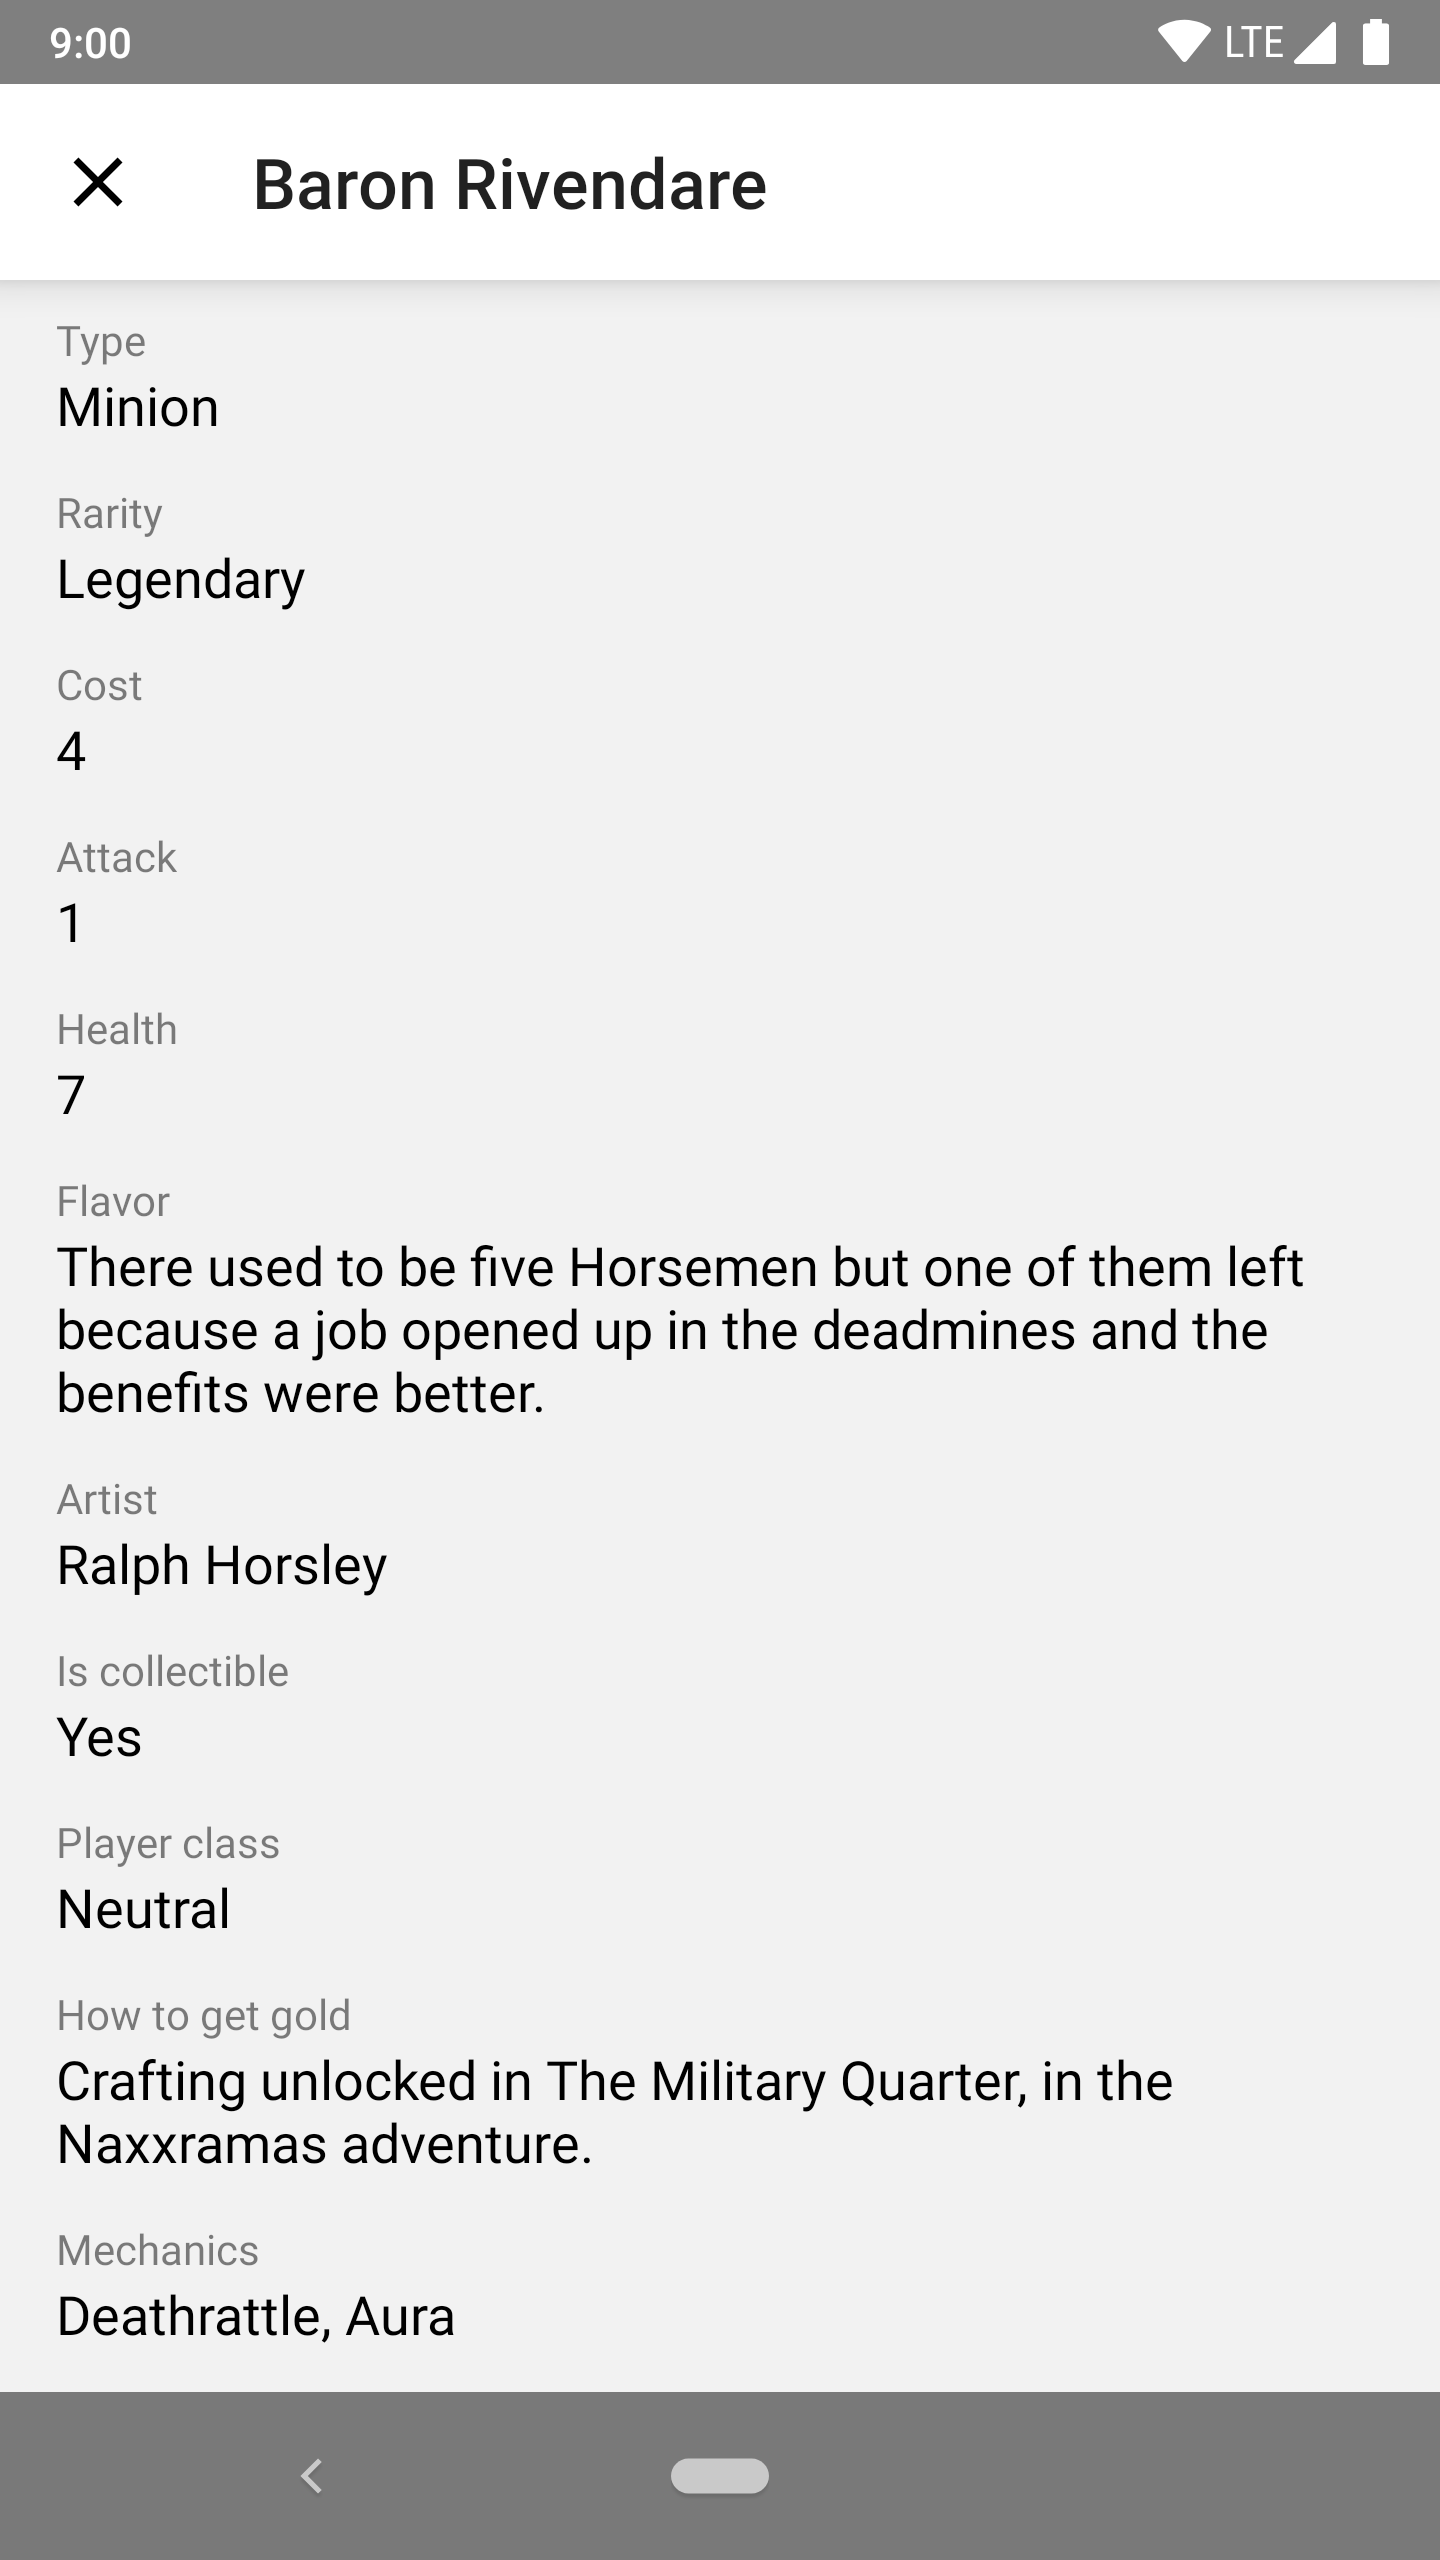 9:00
LTE
Baron Rivendare
Type
Minion
Rarity
Legendary
Cost
4
Attack
1
Health
7
Flavor
There used to be five Horsemen but one of them left
because a job opened up in the deadmines and the
benefits were better.
Artist
Ralph Horsley
Is collectible
Yes
Player class
Neutral
How to get gold
Crafting unlocked in The Military Quarter, in the
Naxxramas adventure.
Mechanics
Deathrattle, Aura